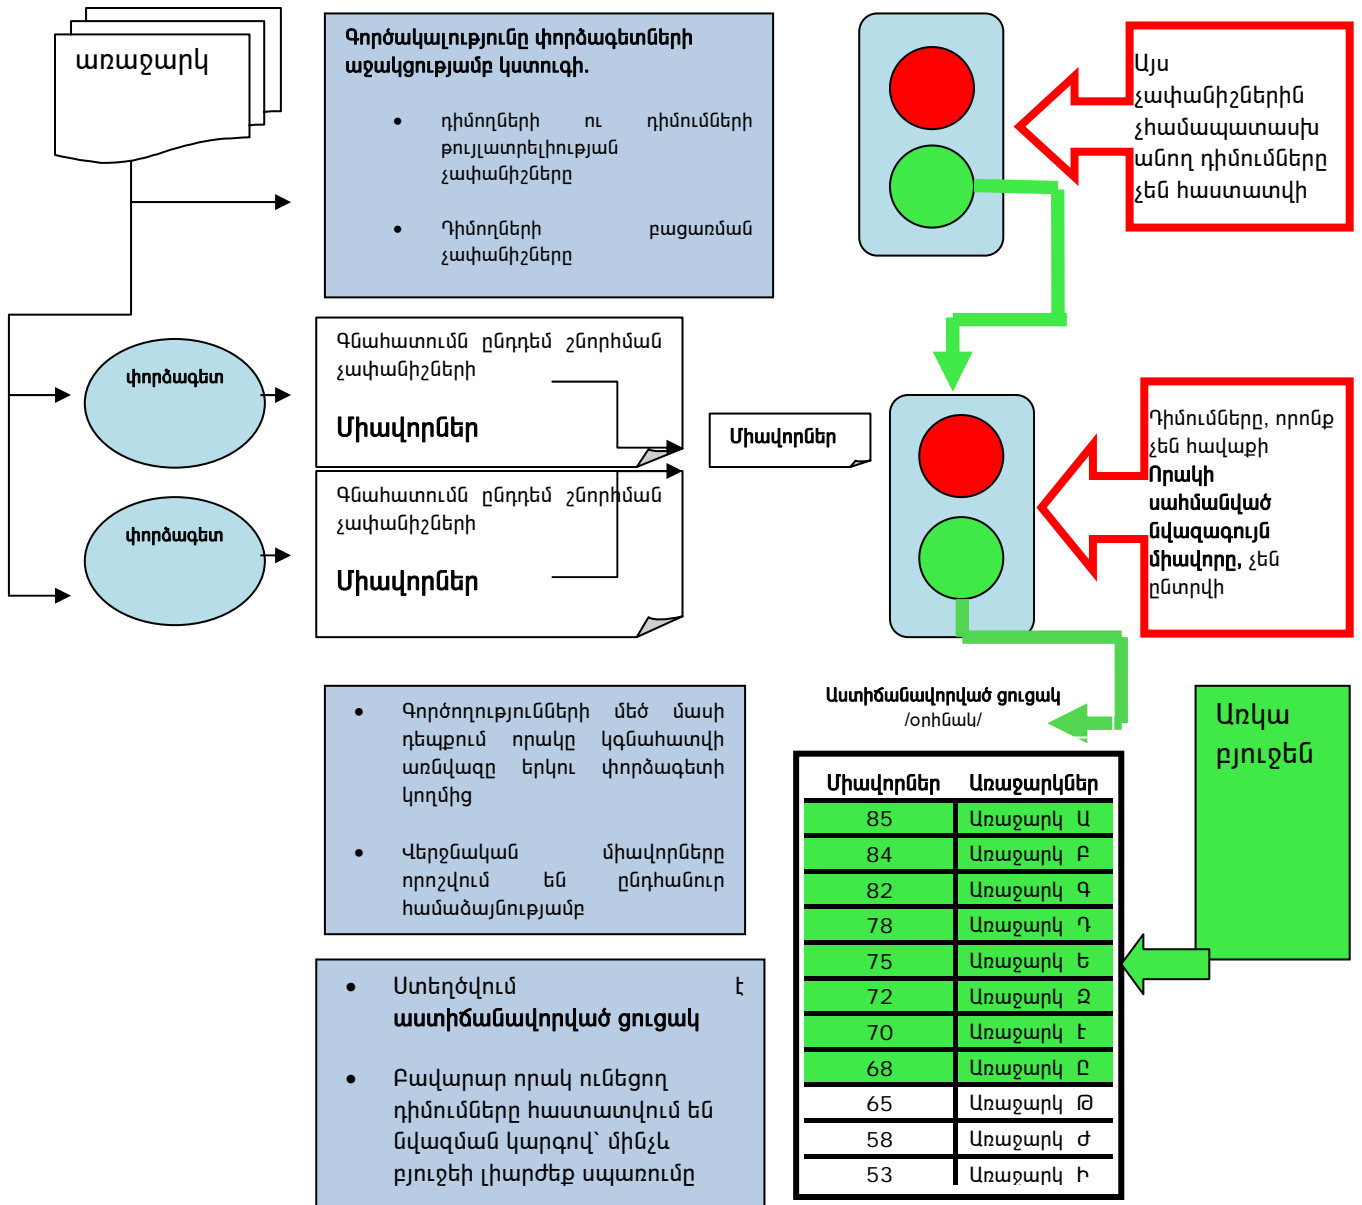 առաջարկ
Գործակալությունը փորձագետների
աջակցությամբ կստուգի.
• դիմողների ու դիմումների
թույլատրելիության
չափանիշները
• Դիմողների բացառման
չափանիշները
Այս
չափանիշներին
չհամապատասխ
անող դիմումները
չեն հաստատվի
փորձագետ
Գնահատումն ընդդեմ շնորհման
չափանիշների
Միավորներ
Միավորներ
փորձագետ
Գնահատումն ընդդեմ շնորհման
չափանիշների
Միավորներ
Դիմումները, որոնք
չեն հավաքի
Որակի
սահմանված
նվազագույն
միավորը, չեն
ընտրվի
• Գործողությունների մեծ մասի
դեպքում որակը կգնահատվի
առնվազը երկու փորձագետի
կողմից
• Վերջնական միավորները
որոշվում են ընդհանուր
համաձայնությամբ
Աստիճանավորված ցուցակ
/օրինակ/
Առկա
բյուջեն
Միավորներ Առաջարկներ
85 Առաջարկ Ա
84 Առաջարկ Բ
82 Առաջարկ Գ
78 Առաջարկ Դ
75 Առաջարկ Ե
72 Առաջարկ Զ
70 Առաջարկ Է
68 Առաջարկ Ը
65 Առաջարկ Թ
58 Առաջարկ Ժ
53 Առաջարկ Ի
• Ստեղծվում է
աստիճանավորված ցուցակ
• Բավարար որակ ունեցող
դիմումները հաստատվում են
նվազման կարգով՝ մինչև
բյուջեի լիարժեք սպառումը